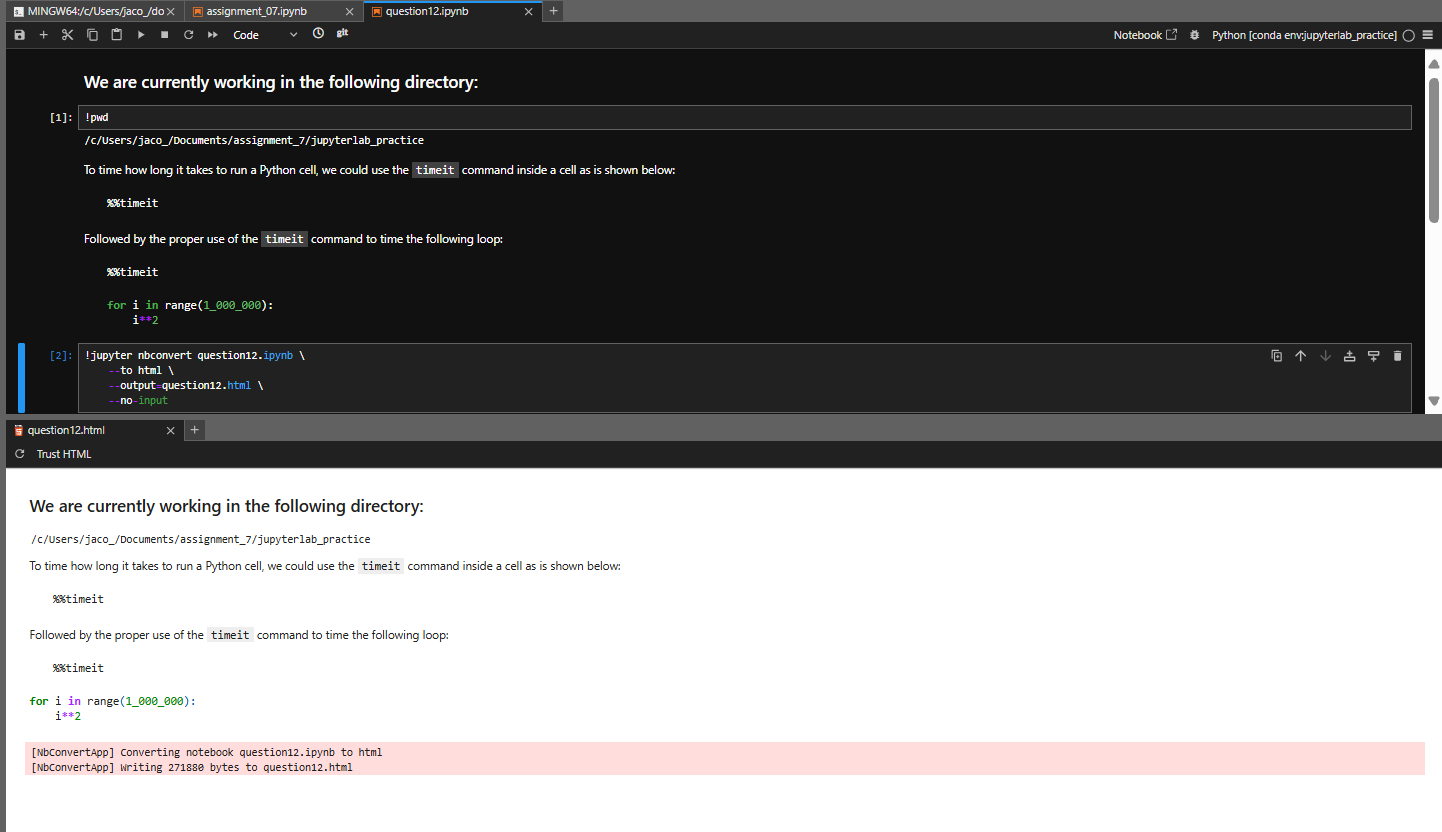 MINGW64:/c/Users/jaco_/do
assignment_07.ipynb
question12.ipynb
Code
git
Notebook
Python [conda env:jupyterlab_practice]
We are currently working in the following directory:
[1]:
!pwd
/c/Users/jaco_/Documents/assignment_7/jupyterlab_practice
To time how long it takes to run a Python cell, we could use the timeit command inside a cell as is shown below:
%%timeit
Followed by the proper use of the timeit command to time the following loop:
%%timeit
for i in range(1_000_000):
i**2
[2]:
!jupyter nbconvert question12.ipynb \
--to html \
--output=question12.html \
--no-input
question12.html
Trust HTML
We are currently working in the following directory:
/c/Users/jaco_/Documents/assignment_7/jupyterlab_practice
To time how long it takes to run a Python cell, we could use the timeit command inside a cell as is shown below:
%%timeit
Followed by the proper use of the timeit command to time the following loop:
%%timeit
for i in range(1_000_000):
i**2
[NbConvertApp] Converting notebook question12.ipynb to html
[NbConvertApp] Writing 271880 bytes to question12.html